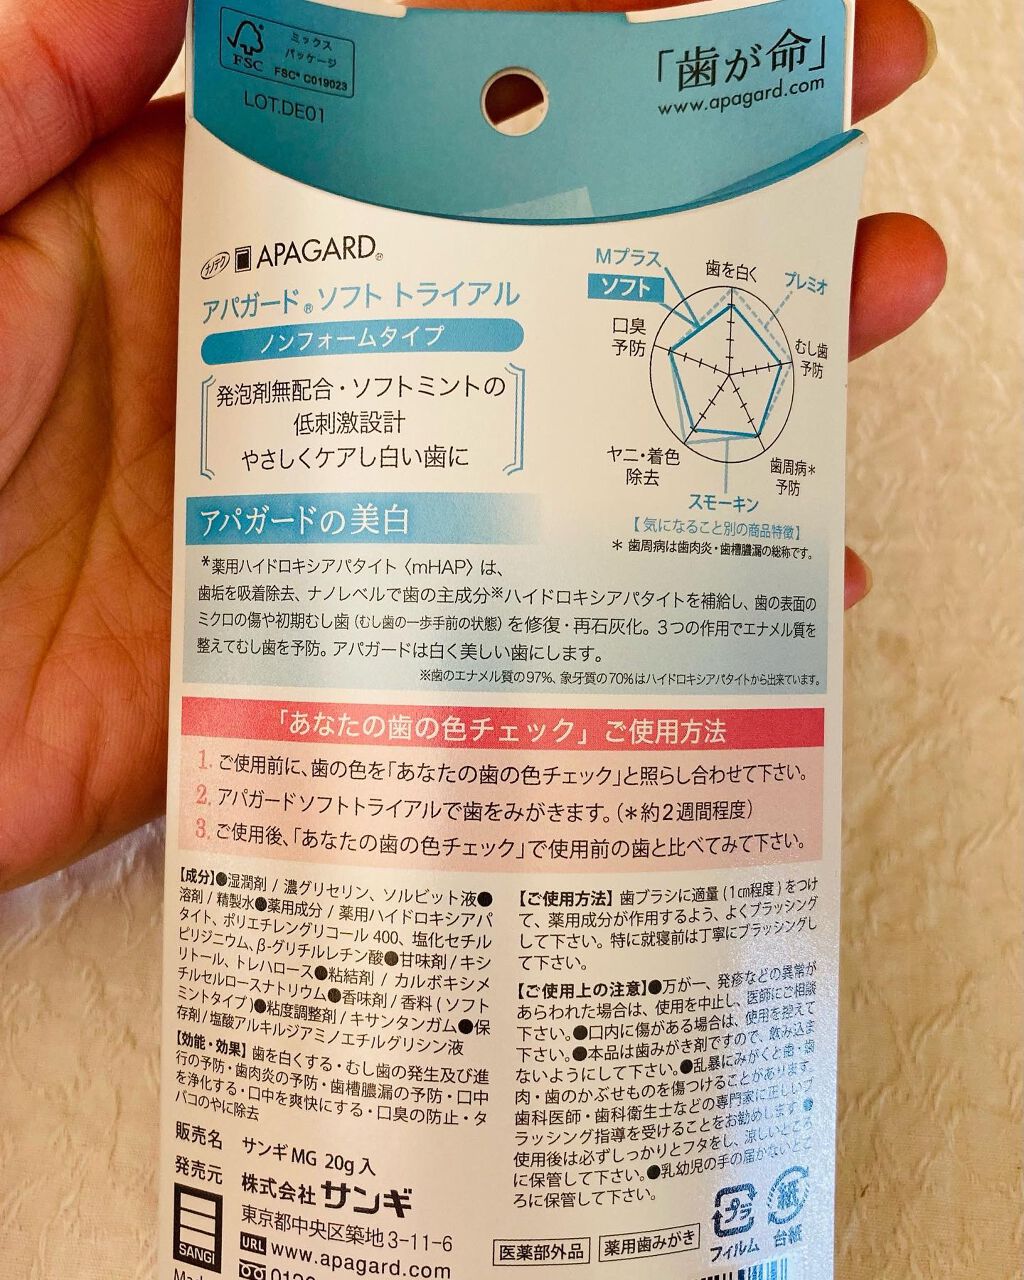 FSC
ミックス
パッケージ
FSC® C019023
LOT.DE01
「歯が命」
www.apagard.com
ナノテク APAGARD®
アパガード®ソフト トライアル
ノンフォームタイプ
発泡剤無配合・ソフトミントの
低刺激設計
やさしくケアし白い歯に
Mプラス
ソフト
歯を白く
プレミオ
口臭
予防
むし歯
予防
ヤニ・着色
除去
歯周病*
予防
スモーキン
【気になること別の商品特徴】
* 歯周病は歯肉炎・歯槽膿漏の総称です。
アパガードの美白
*薬用ハイドロキシアパタイト〈mHAP〉は、
歯垢を吸着除去、ナノレベルで歯の主成分※ハイドロキシアパタイトを補給し、歯の表面の
ミクロの傷や初期むし歯(むし歯の一歩手前の状態)を修復・再石灰化。3つの作用でエナメル質を
整えてむし歯を予防。アパガードは白く美しい歯にします。
※歯のエナメル質の97%、象牙質の70%はハイドロキシアパタイトから出来ています。
「あなたの歯の色チェック」ご使用方法
1. ご使用前に、歯の色を「あなたの歯の色チェック」と照らし合わせて下さい。
2. アパガードソフトトライアルで歯をみがきます。(*約2週間程度)
3. ご使用後、「あなたの歯の色チェック」で使用前の歯と比べてみて下さい。
【成分】●湿潤剤 / 濃グリセリン、ソルビット液●
溶剤 / 精製水●薬用成分 / 薬用ハイドロキシアパ
タイト、ポリエチレングリコール 400、塩化セチル
ピリジニウム、β-グリチルレチン酸●甘味剤 / キシ
リトール、トレハロース●粘結剤 / カルボキシメ
チルセルロースナトリウム●香味剤 / 香料 ( ソフト
ミントタイプ )●粘度調整剤 / キサンタンガム●保
存剤 / 塩酸アルキルジアミノエチルグリシン液
【効能・効果】歯を白くする・むし歯の発生及び進
行の予防・歯肉炎の予防・歯槽膿漏の予防・口中
を浄化する・口中を爽快にする・口臭の防止・タ
バコのやに除去
【ご使用方法】歯ブラシに適量 (1㎝程度) をつけ
て、薬用成分が作用するよう、よくブラッシング
して下さい。特に就寝前は丁寧にブラッシングし
て下さい。
【ご使用上の注意】●万が一、発疹などの異常が
あらわれた場合は、使用を中止し、医師にご相談
下さい。●口内に傷がある場合は、使用を控えて
下さい。●本品は歯みがき剤ですので、飲み込ま
ないようにして下さい。●乱暴にみがくと歯・歯
肉・歯のかぶせものを傷つけることがあります。
歯科医師・歯科衛生士などの専門家に正しいブ
ラッシング指導を受けることをお勧めします●
使用後は必ずしっかりとフタをし、涼しいところ
に保管して下さい。●乳幼児の手の届かないとこ
ろに保管して下さい。
販売名 サンギ MG 20g 入
発売元 株式会社 サンギ
SANGI
東京都中央区築地3-11-6
URL www.apagard.com
0120
医薬部外品 薬用歯みがき
プラ
フィルム
紙
台紙